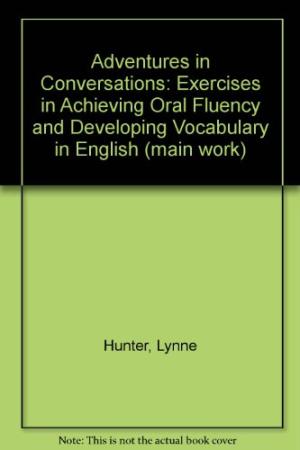 Adventures in
Conversations: Exercises
in Achieving Oral Fluency
and Developing Vocabulary
in English (main work)
Hunter, Lynne
Note: This is not the actual book cover